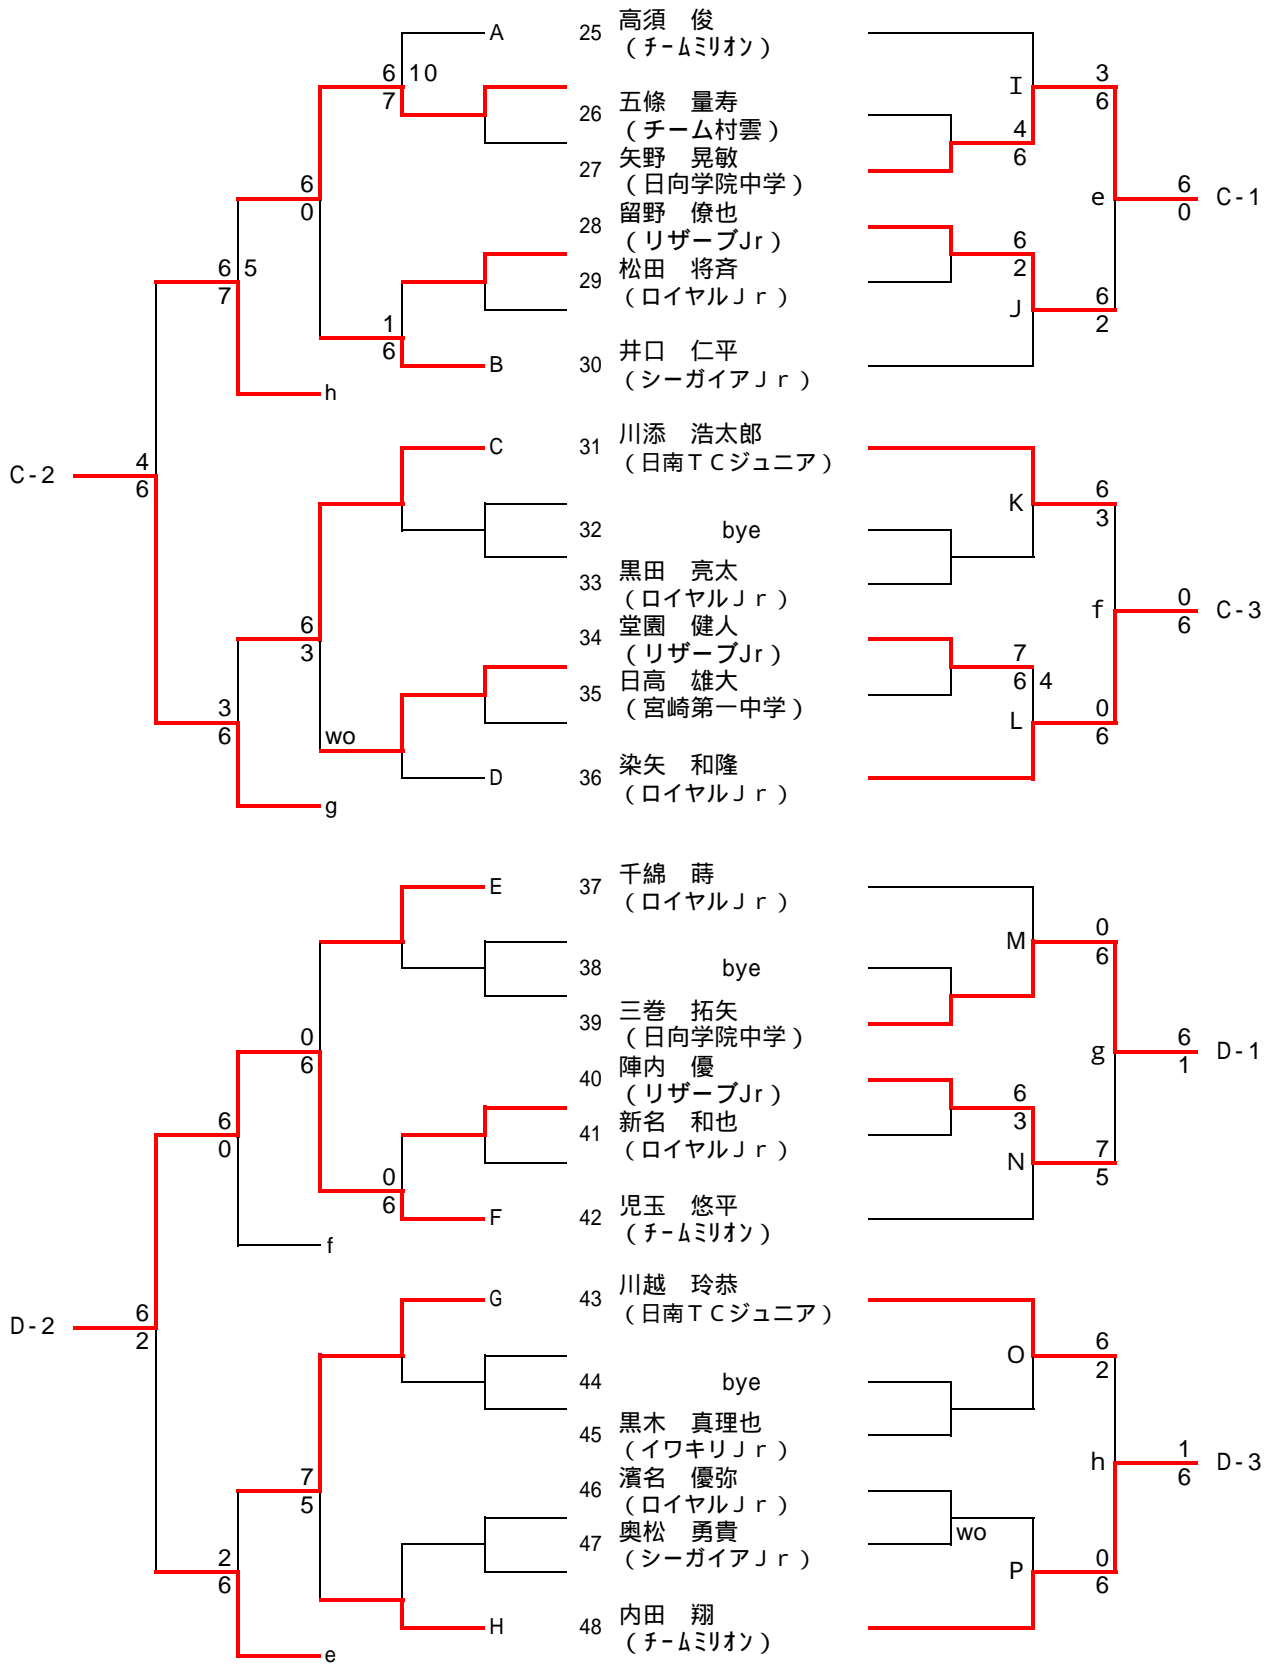 A 25 高須　俊
（チームミリオン）
6 10 3
7 I 6
26 五條　量寿
（チーム村雲） 4
27 矢野　晃敏 6
（日向学院中学）
6 6
0 e 0 C-1
28 留野　僚也
（リザーブJr） 6
6 5 29 松田　将斉 2
7 （ロイヤルＪｒ） 6
1 J 2
6 B 30 井口　仁平
（シーガイアＪｒ）
h
C 31 川添　浩太郎
（日南ＴＣジュニア）
C-2 4
6 6
K 3
32 bye
33 黒田　亮太
（ロイヤルＪｒ）
0
f 6 C-3
6 34 堂園　健人
3 （リザーブJr） 7
35 日高　雄大 6 4
（宮崎第一中学）
3 0
6 wo L 6
D 36 染矢　和隆
（ロイヤルＪｒ）
g
E 37 千綿　蒔
（ロイヤルＪｒ）
0
M 6
38 bye
39 三巻　拓矢
（日向学院中学）
0 6
6 g 1 D-1
40 陣内　優
（リザーブJr） 6
6 41 新名　和也 3
0 （ロイヤルＪｒ） 7
0 N 5
6 F 42 児玉　悠平
（チームミリオン）
f
G 43 川越　玲恭
（日南ＴＣジュニア）
D-2 6
2 6
O 2
44 bye
45 黒木　真理也
（イワキリＪｒ）
1
h 6 D-3
7 46 濱名　優弥
5 （ロイヤルＪｒ）
47 奥松　勇貴 wo
（シーガイアＪｒ）
2 0
6 P 6
H 48 内田　翔
（チームミリオン）
e